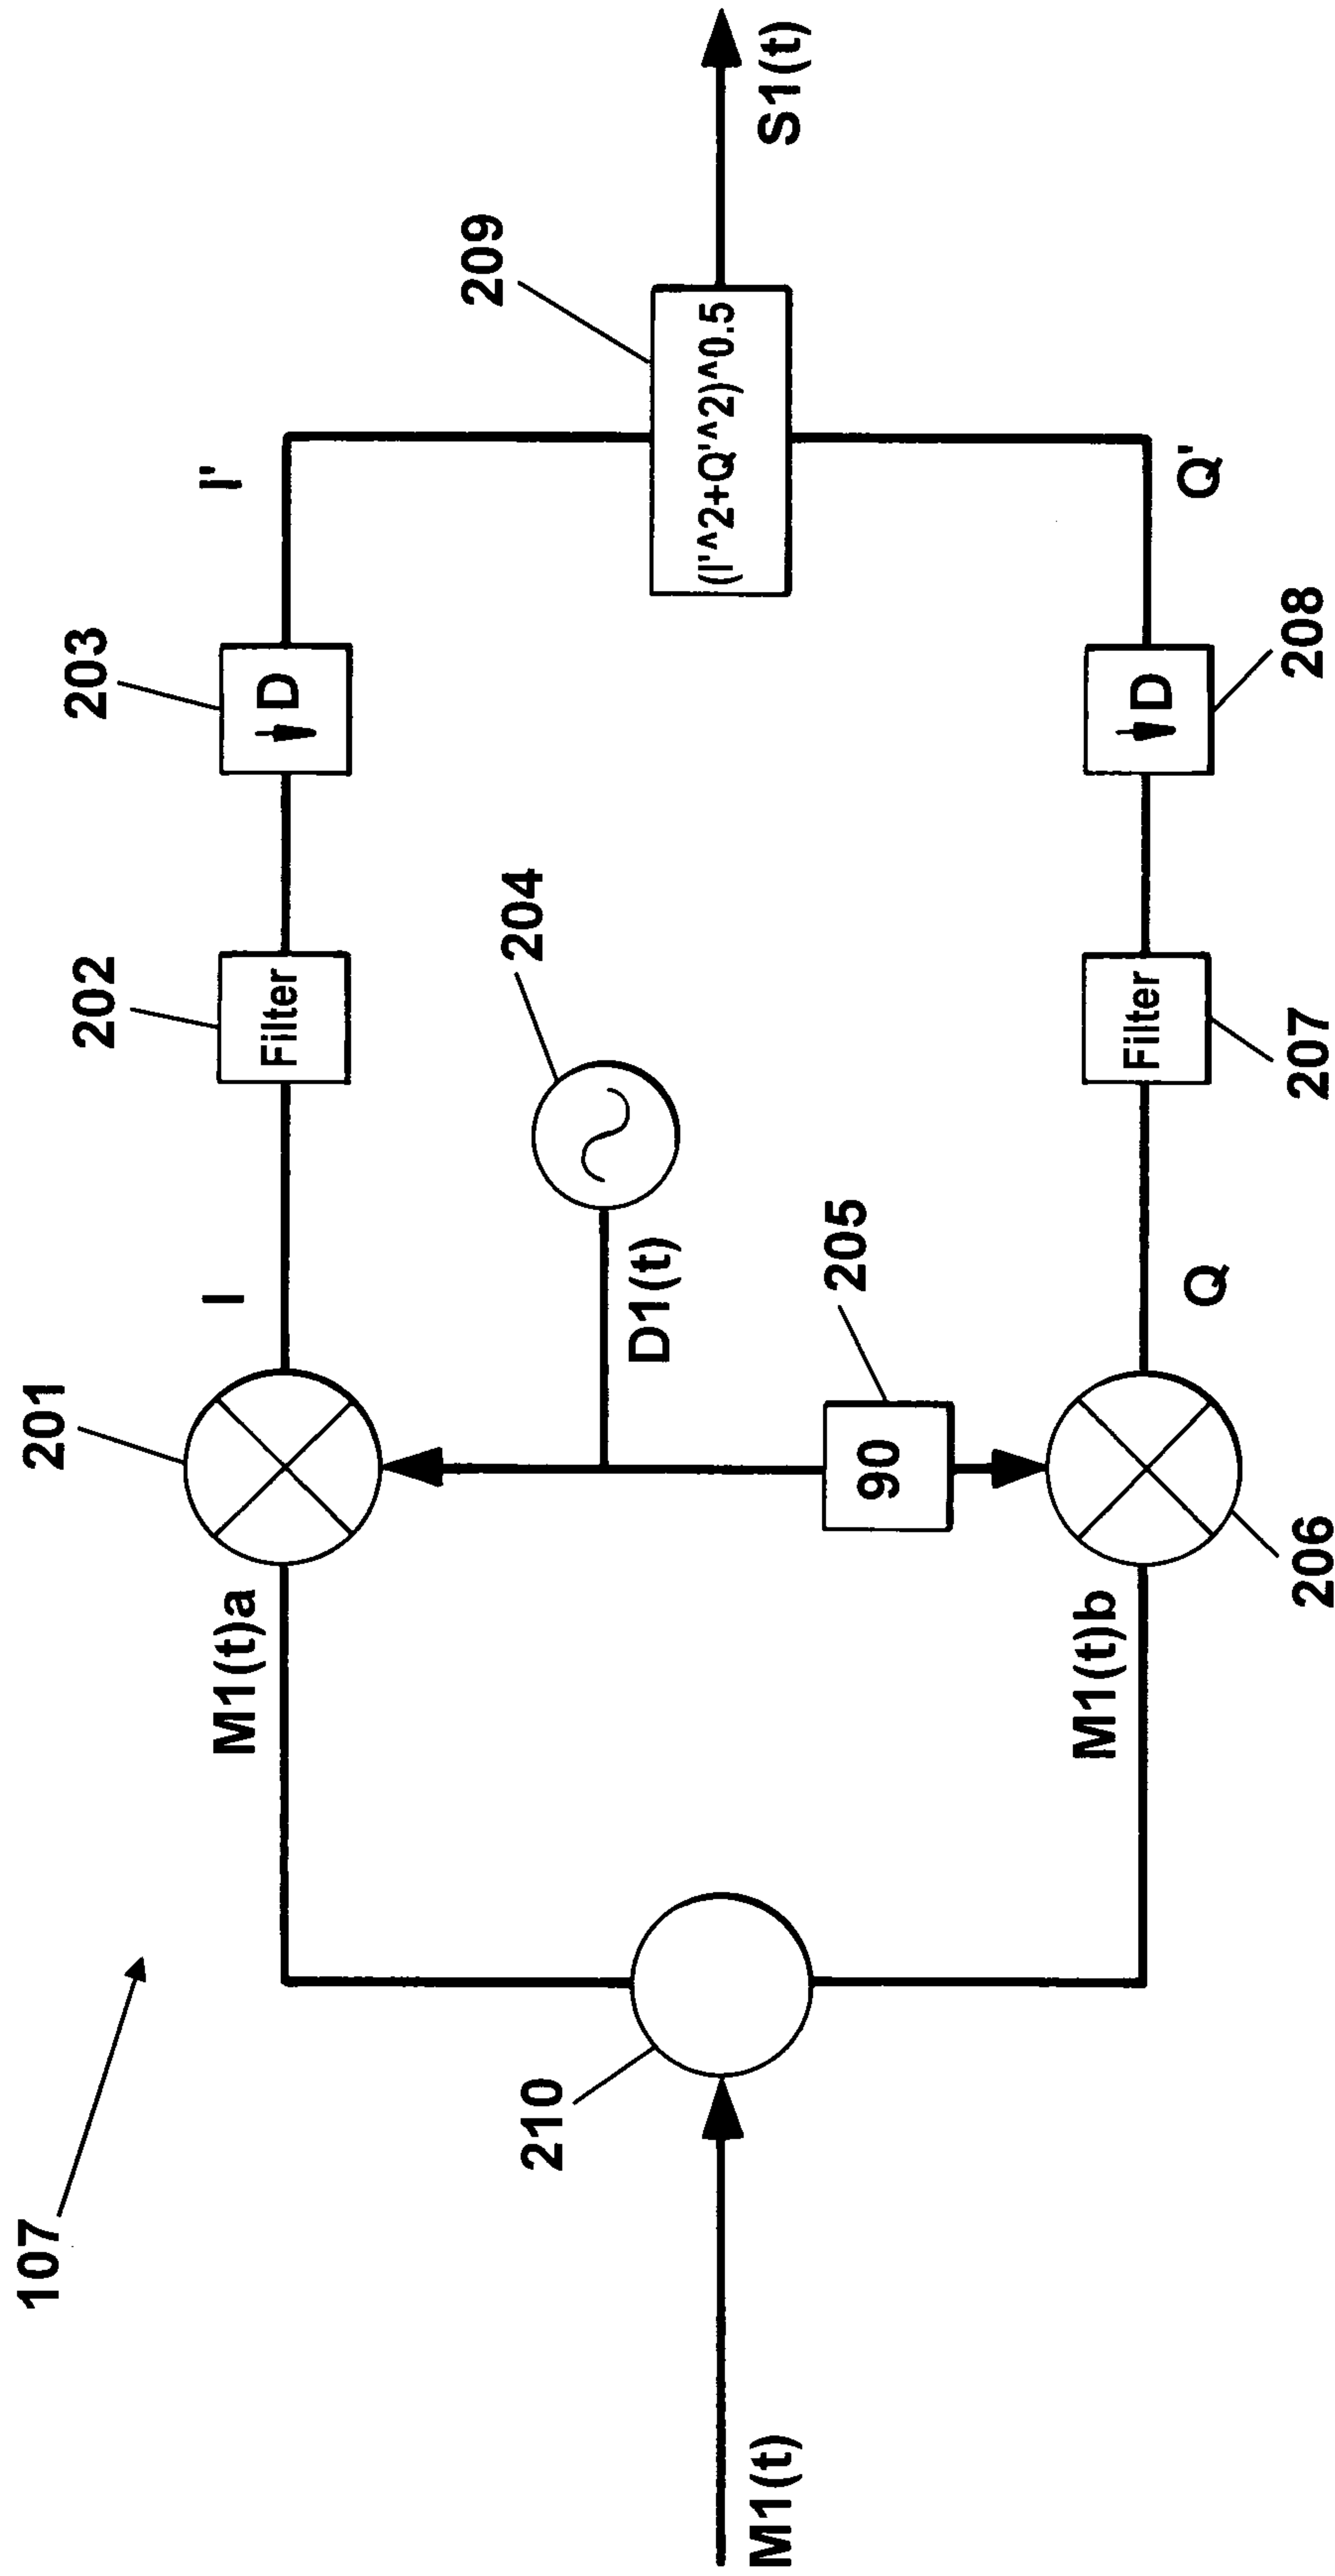 107
201
202
203
I
I'
M1(t)a
Filter
↓D
204
209
210
D1(t)
(I'^2+Q'^2)^0.5
M1(t)
S1(t)
205
90
M1(t)b
Filter
↓D
Q
Q'
206
207
208